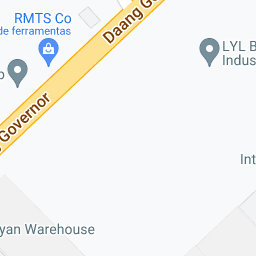 RMTS Co
de ferramentas
Daang G
LYL B
Indus
Governor
Int
yan Warehouse